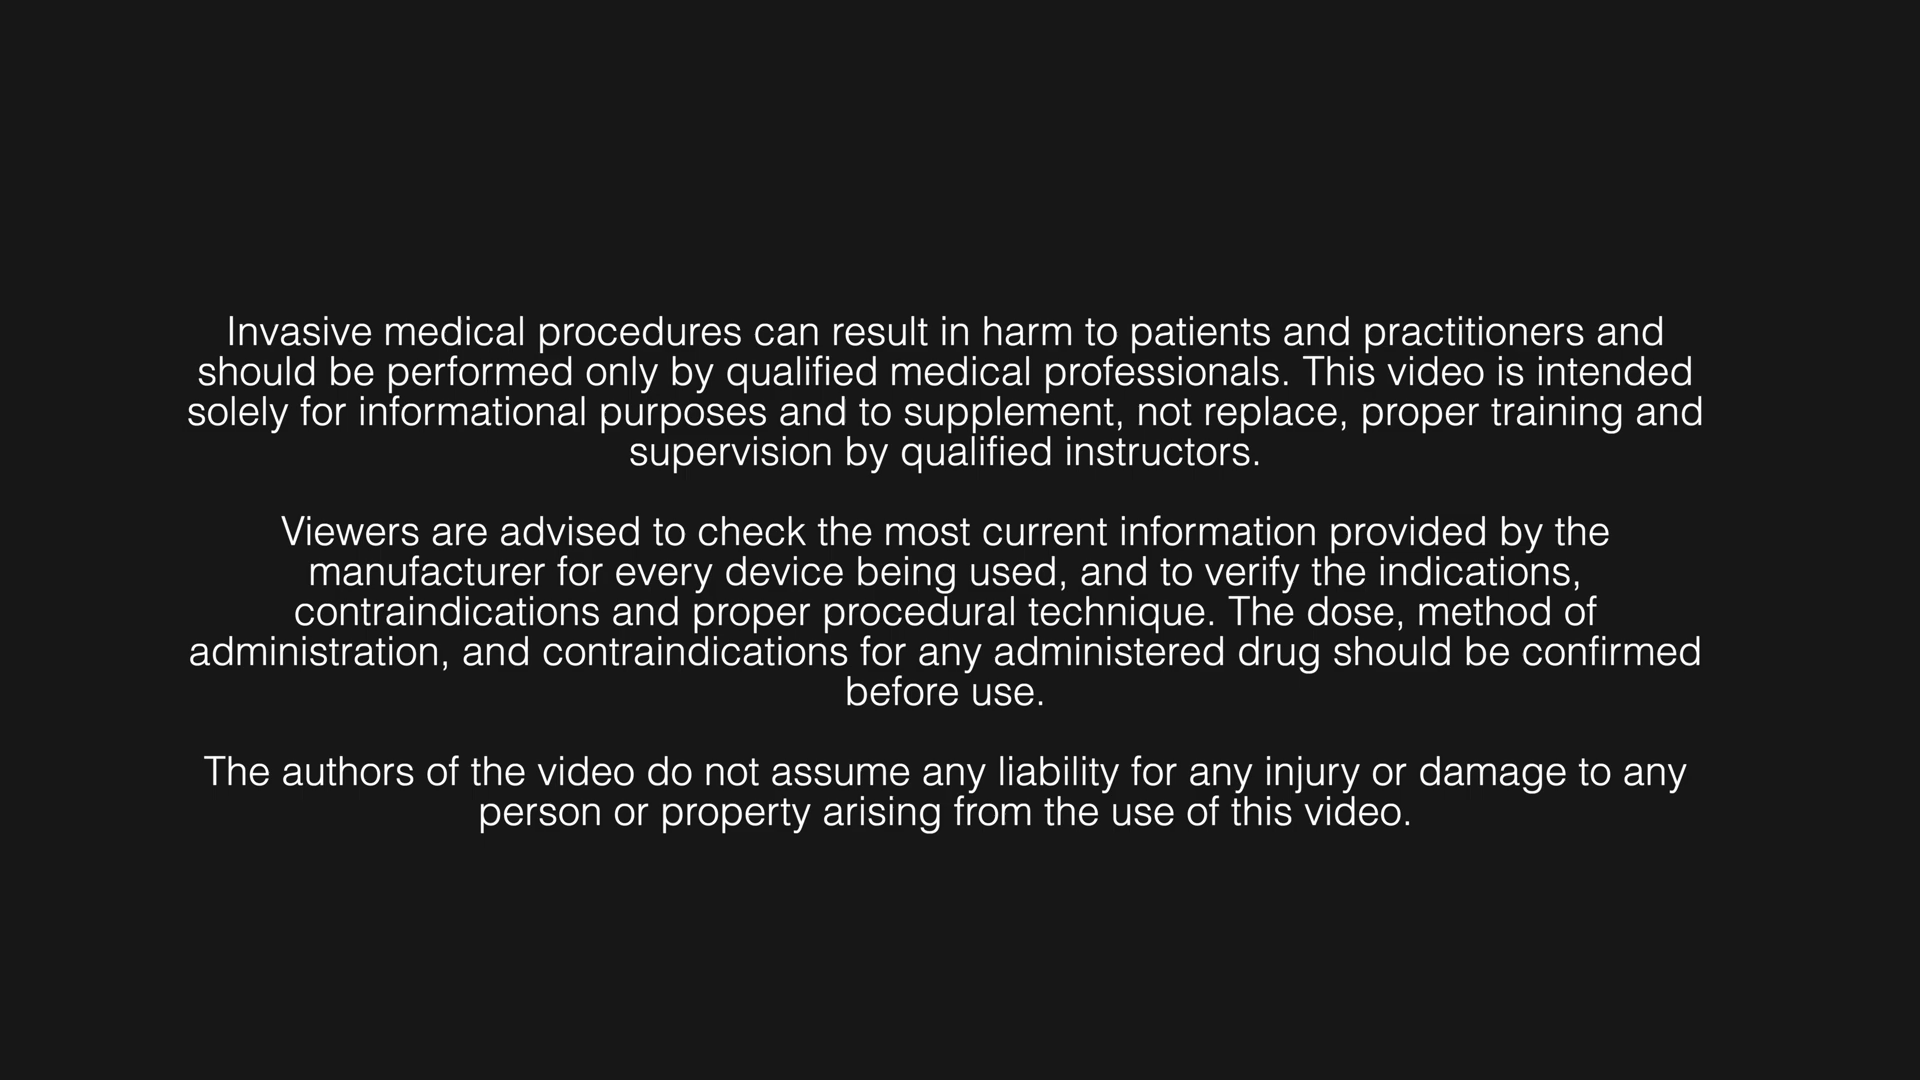 Invasive medical procedures can result in harm to patients and practitioners and
should be performed only by qualified medical professionals. This video is intended
solely for informational purposes and to supplement, not replace, proper training and
supervision by qualified instructors.
Viewers are advised to check the most current information provided by the
manufacturer for every device being used, and to verify the indications,
contraindications and proper procedural technique. The dose, method of
administration, and contraindications for any administered drug should be confirmed
before use.
The authors of the video do not assume any liability for any injury or damage to any
person or property arising from the use of this video.